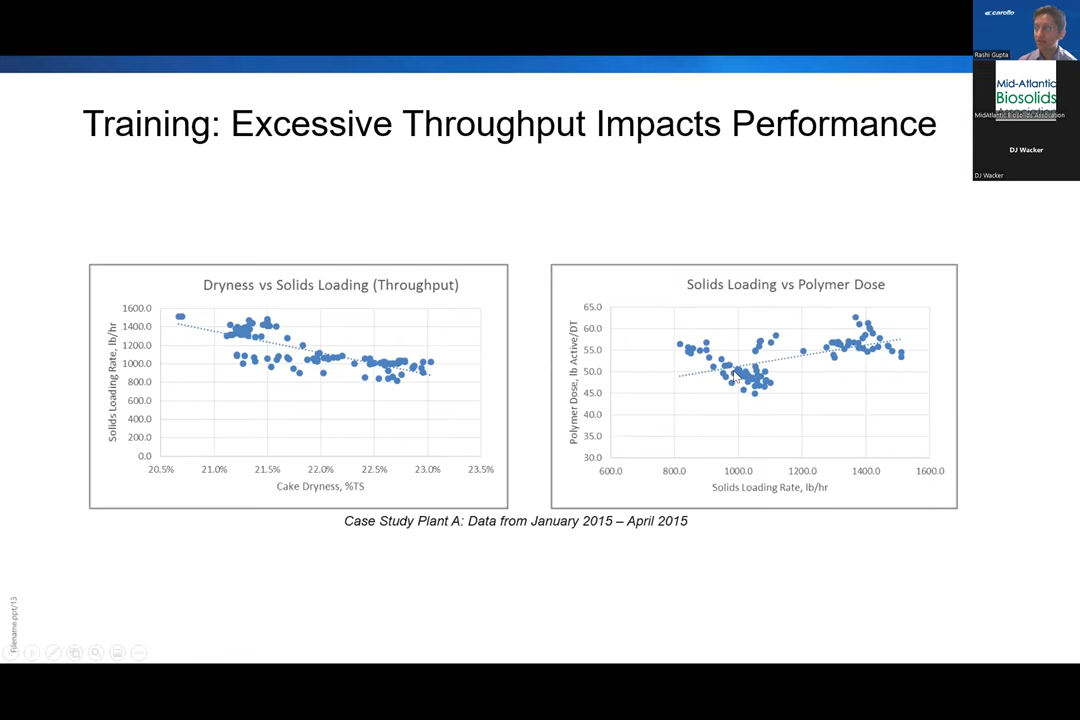 carollo
Rashi Gupta
Mid-Atlantic
Biosolids
Association
MidAtlantic Biosolids Association
DJ Wacker
DJ Wacker
Training: Excessive Throughput Impacts Performance
Dryness vs Solids Loading (Throughput)
Solids Loading Rate, lb/hr
1600.0
1400.0
1200.0
1000.0
800.0
600.0
400.0
200.0
0.0
20.5% 21.0% 21.5% 22.0% 22.5% 23.0% 23.5%
Cake Dryness, %TS
Solids Loading vs Polymer Dose
Polymer Dose, lb Active/DT
65.0
60.0
55.0
50.0
45.0
40.0
35.0
30.0
600.0 800.0 1000.0 1200.0 1400.0 1600.0
Solids Loading Rate, lb/hr
Case Study Plant A: Data from January 2015 – April 2015
Filename.ppt/13